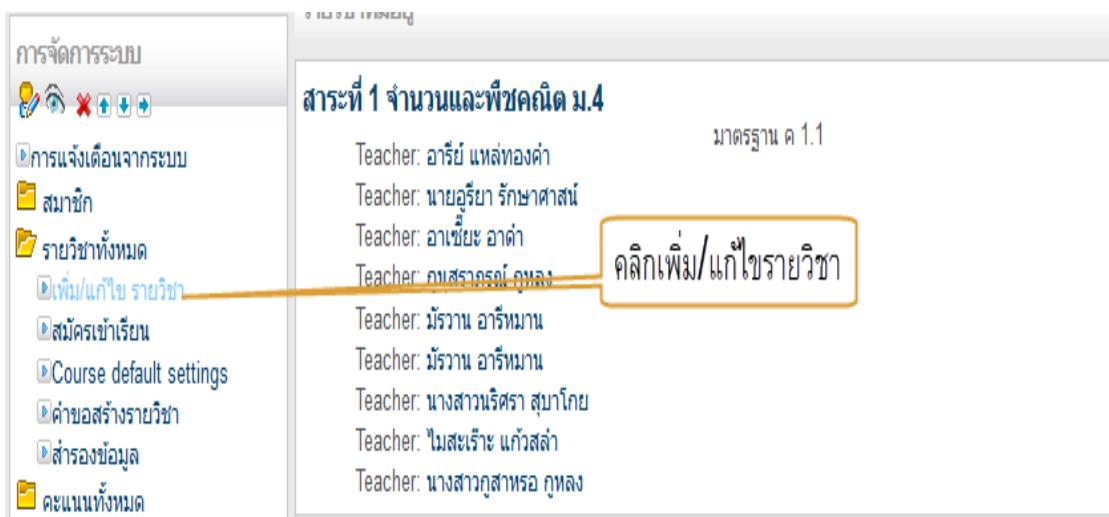 การจัดการระบบ
การแจ้งเตือนจากระบบ
สมาชิก
รายวิชาทั้งหมด
เพิ่ม/แก้ไข รายวิชา
สมัครเข้าเรียน
Course default settings
คำขอสร้างรายวิชา
สำรองข้อมูล
คะแนนทั้งหมด
สาระที่ 1 จำนวนและพีชคณิต ม.4
มาตรฐาน ค 1.1
Teacher: อารีย์ แหล่ทองคำ
Teacher: นายอูรียา รักษาศาสน์
Teacher: อาเซี๊ยะ อาดำ
Teacher:
Teacher: มัรวาน อารีหมาน
Teacher: มัรวาน อารีหมาน
Teacher: นางสาวนริศรา สุบาโกย
Teacher: ไมสะเร๊าะ แก้วสลำ
Teacher: นางสาวกูสาหรอ กูหลง
คลิกเพิ่ม/แก้ไขรายวิชา